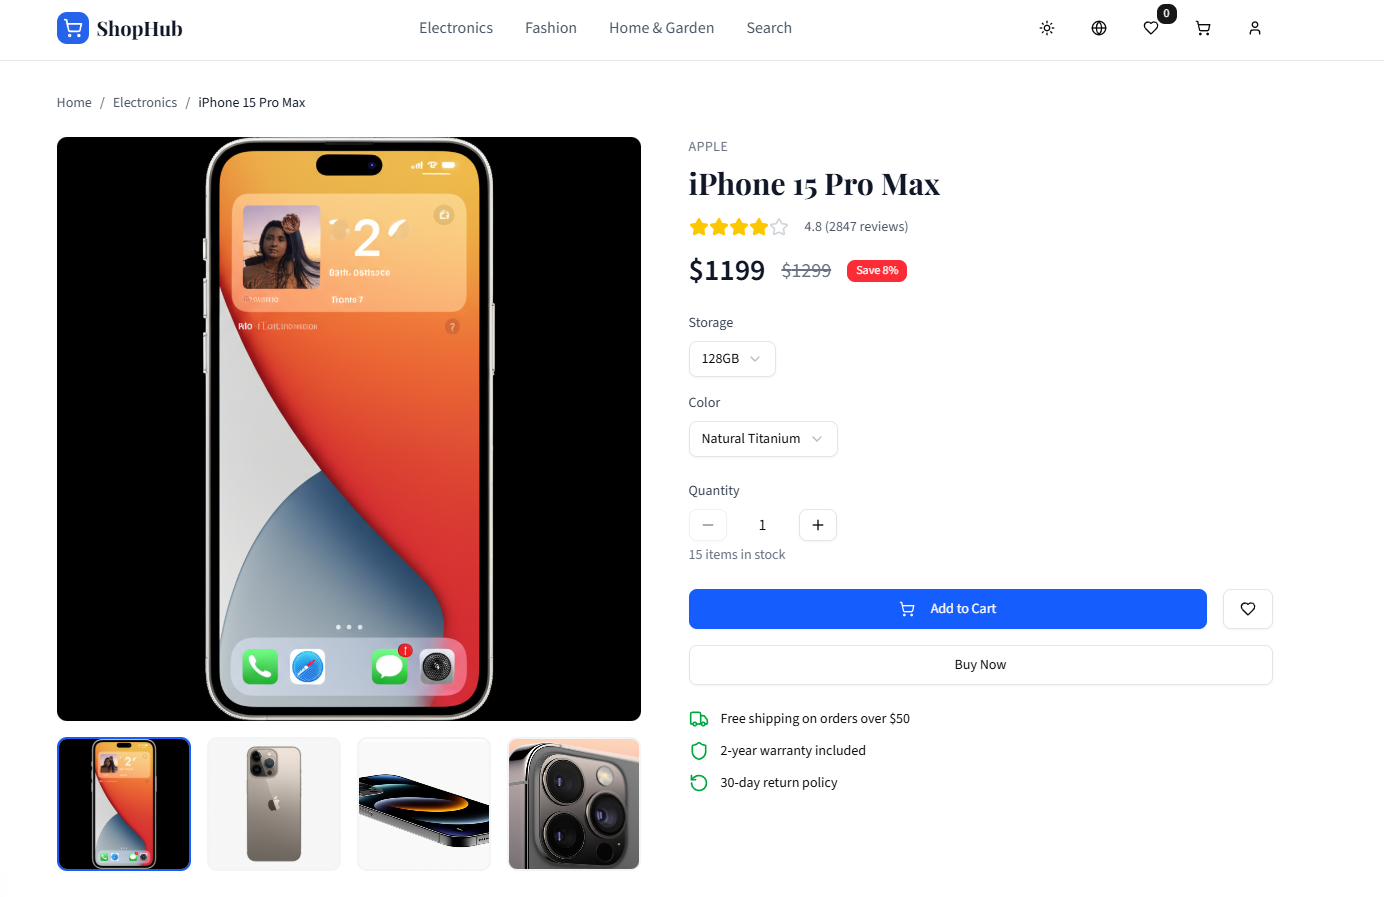 ShopHub
Electronics
Fashion
Home & Garden
Search
0
Home / Electronics / iPhone 15 Pro Max
APPLE
iPhone 15 Pro Max
4.8 (2847 reviews)
$1199 $1299 Save 8%
Storage
128GB
Color
Natural Titanium
Quantity
1
15 items in stock
Add to Cart
Buy Now
Free shipping on orders over $50
2-year warranty included
30-day return policy